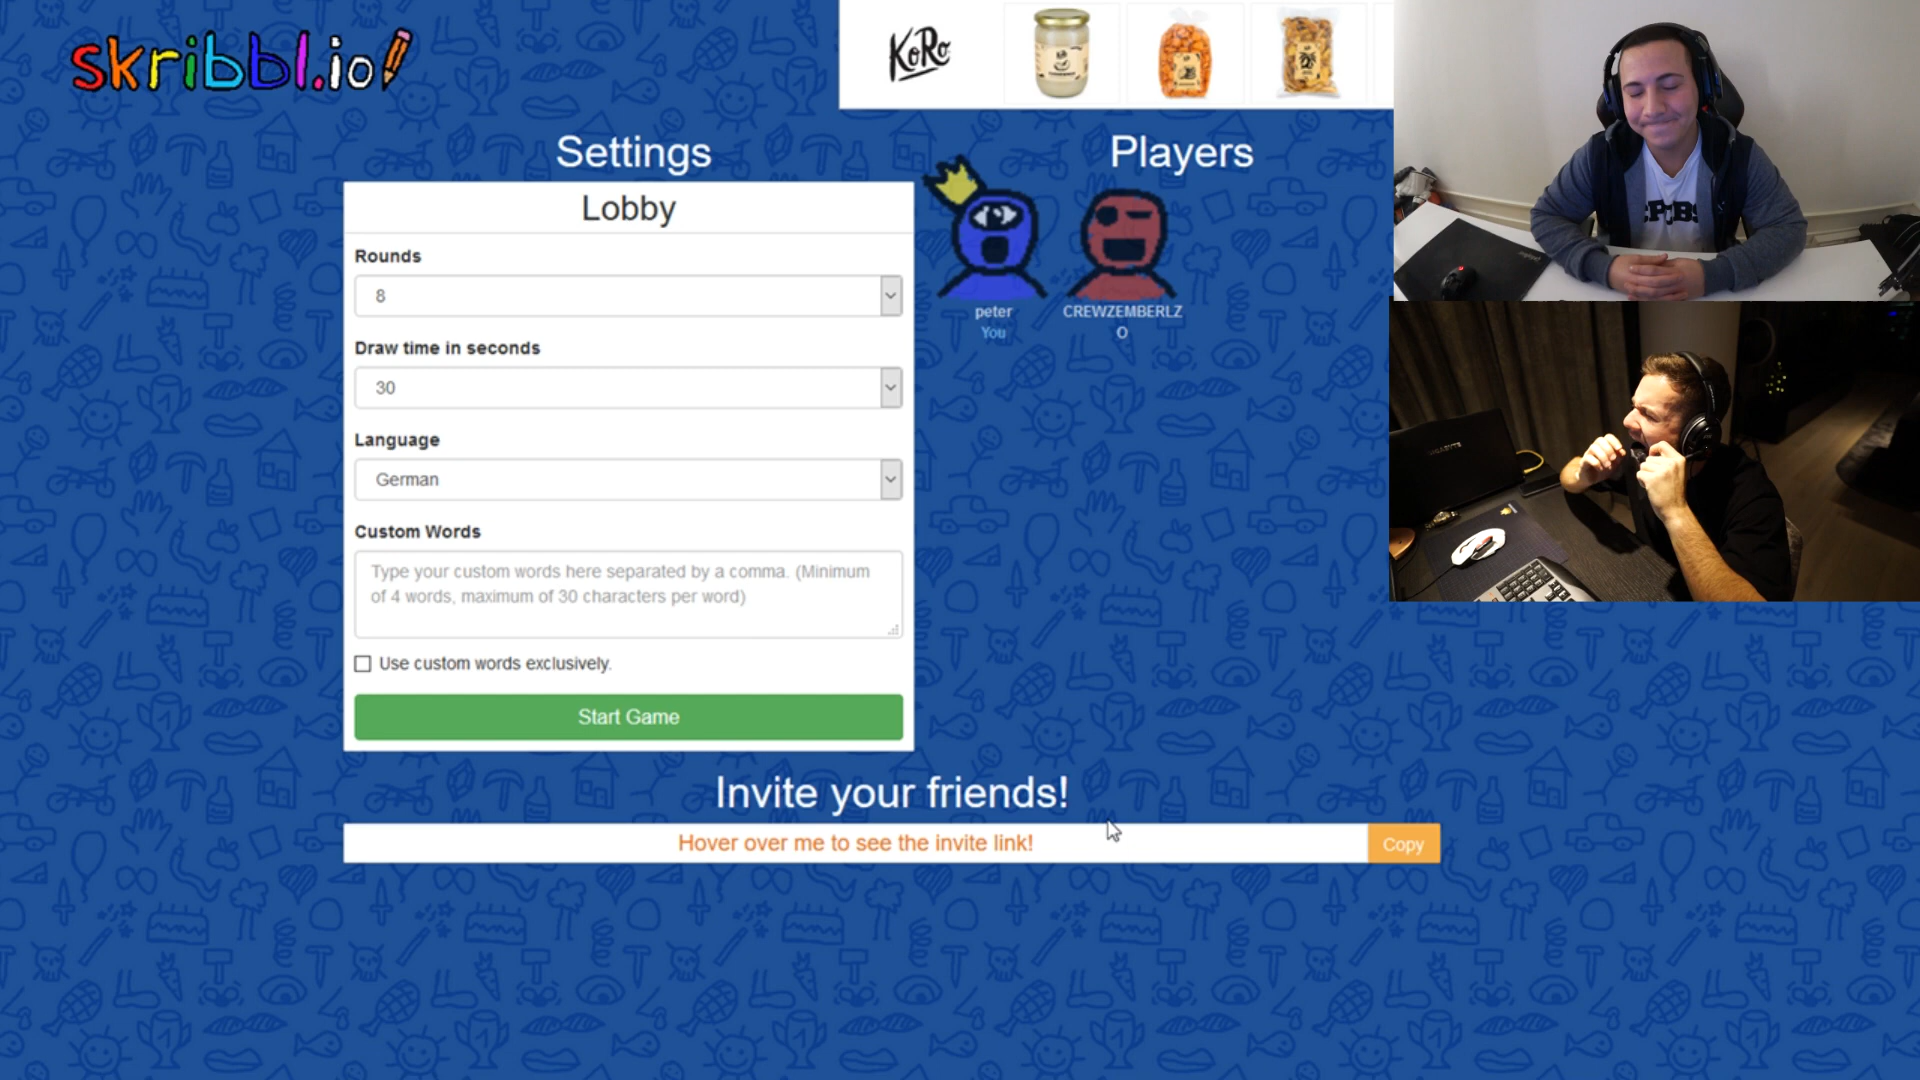 skribbl.io
KoRo
Settings
Players
Lobby
Rounds
8
Draw time in seconds
30
Language
German
Custom Words
Type your custom words here separated by a comma. (Minimum
of 4 words, maximum of 30 characters per word)
Use custom words exclusively.
Start Game
peter
You
CREWZEMBERLZ
O
Invite your friends!
Hover over me to see the invite link!
Copy